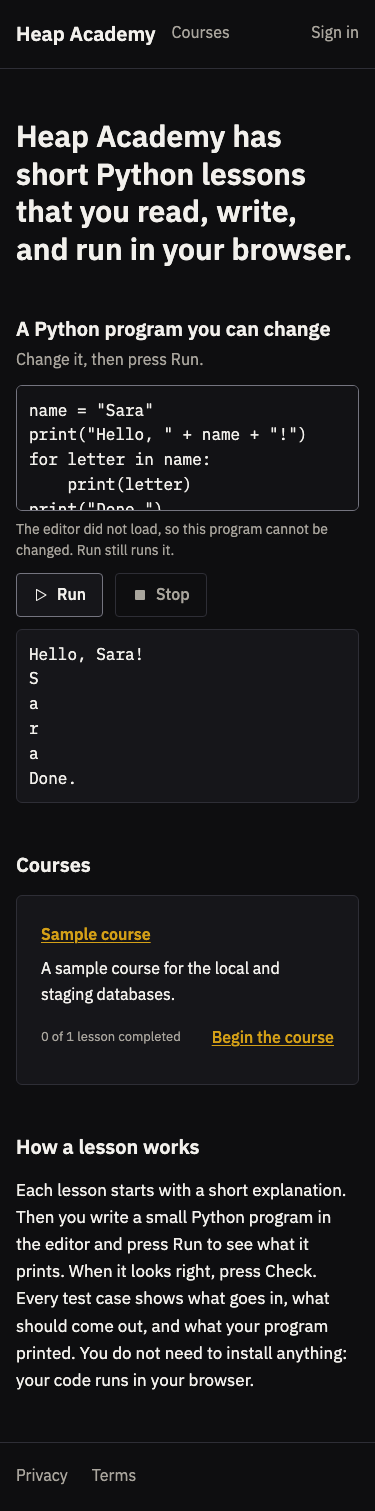 Heap Academy Courses Sign in
Heap Academy has
short Python lessons
that you read, write,
and run in your browser.
A Python program you can change
Change it, then press Run.
name = "Sara"
print("Hello, " + name + "!")
for letter in name:
    print(letter)
print("Done.")
The editor did not load, so this program cannot be
changed. Run still runs it.
Run Stop
Hello, Sara!
S
a
r
a
Done.
Courses
Sample course
A sample course for the local and
staging databases.
0 of 1 lesson completed Begin the course
How a lesson works
Each lesson starts with a short explanation.
Then you write a small Python program in
the editor and press Run to see what it
prints. When it looks right, press Check.
Every test case shows what goes in, what
should come out, and what your program
printed. You do not need to install anything:
your code runs in your browser.
Privacy Terms